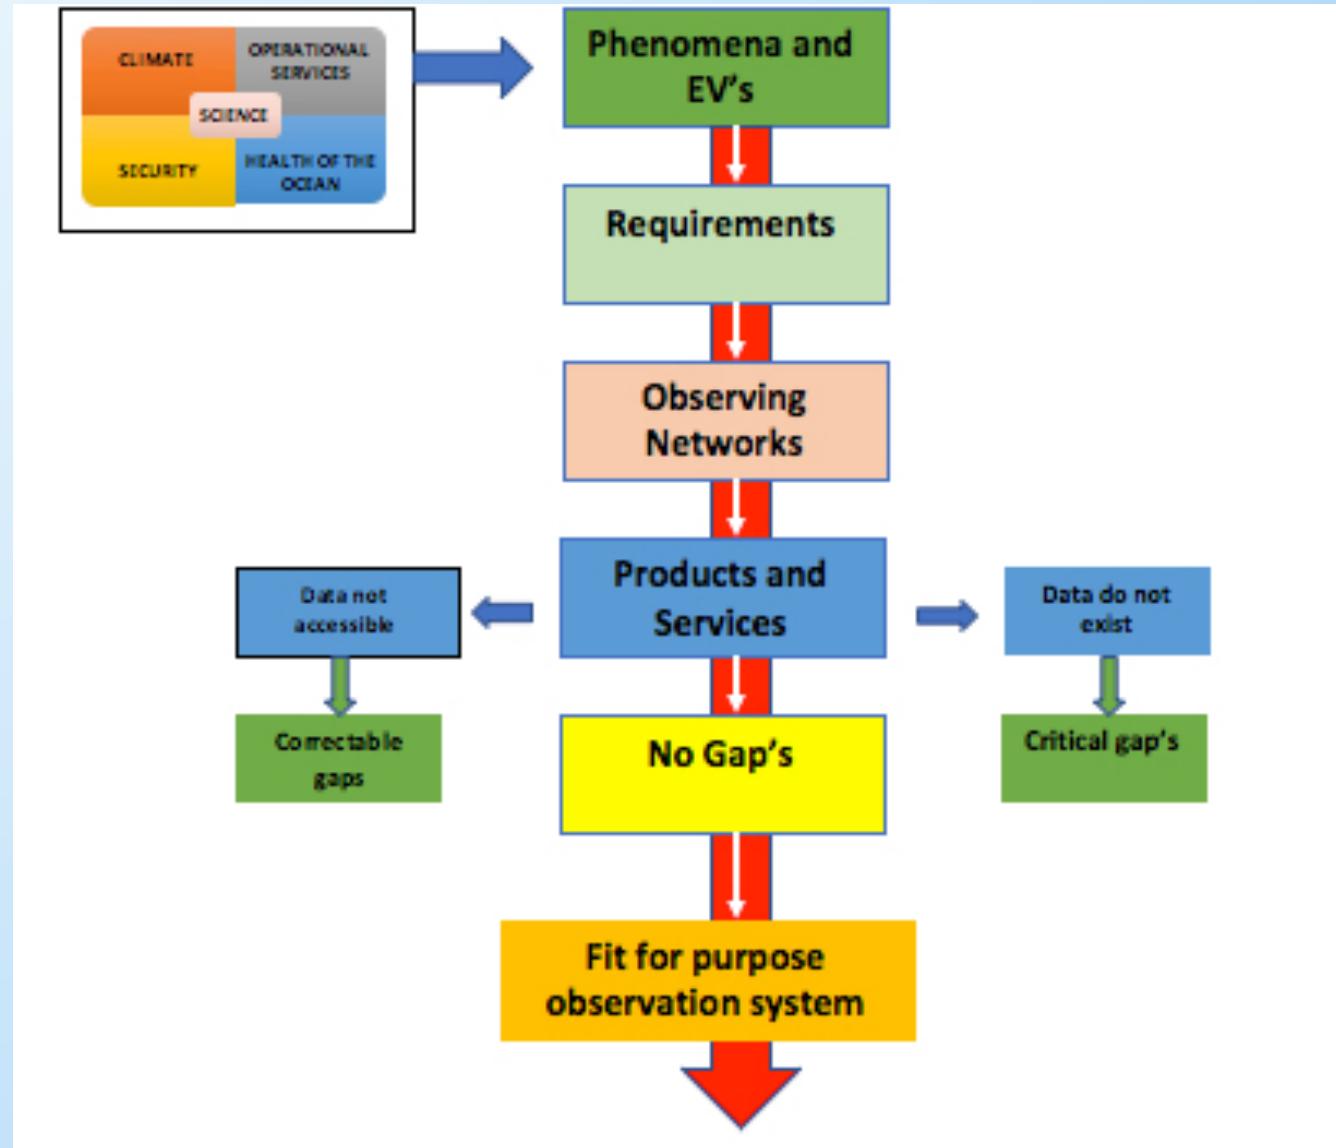 CLIMATE
OPERATIONAL
SERVICES
SCIENCE
SECURITY
HEALTH OF THE
OCEAN
Phenomena and
EV's
Requirements
Observing
Networks
Products and
Services
Data not
accessible
Data do not
exist
Correctable
gaps
No Gap's
Critical gap's
Fit for purpose
observation system